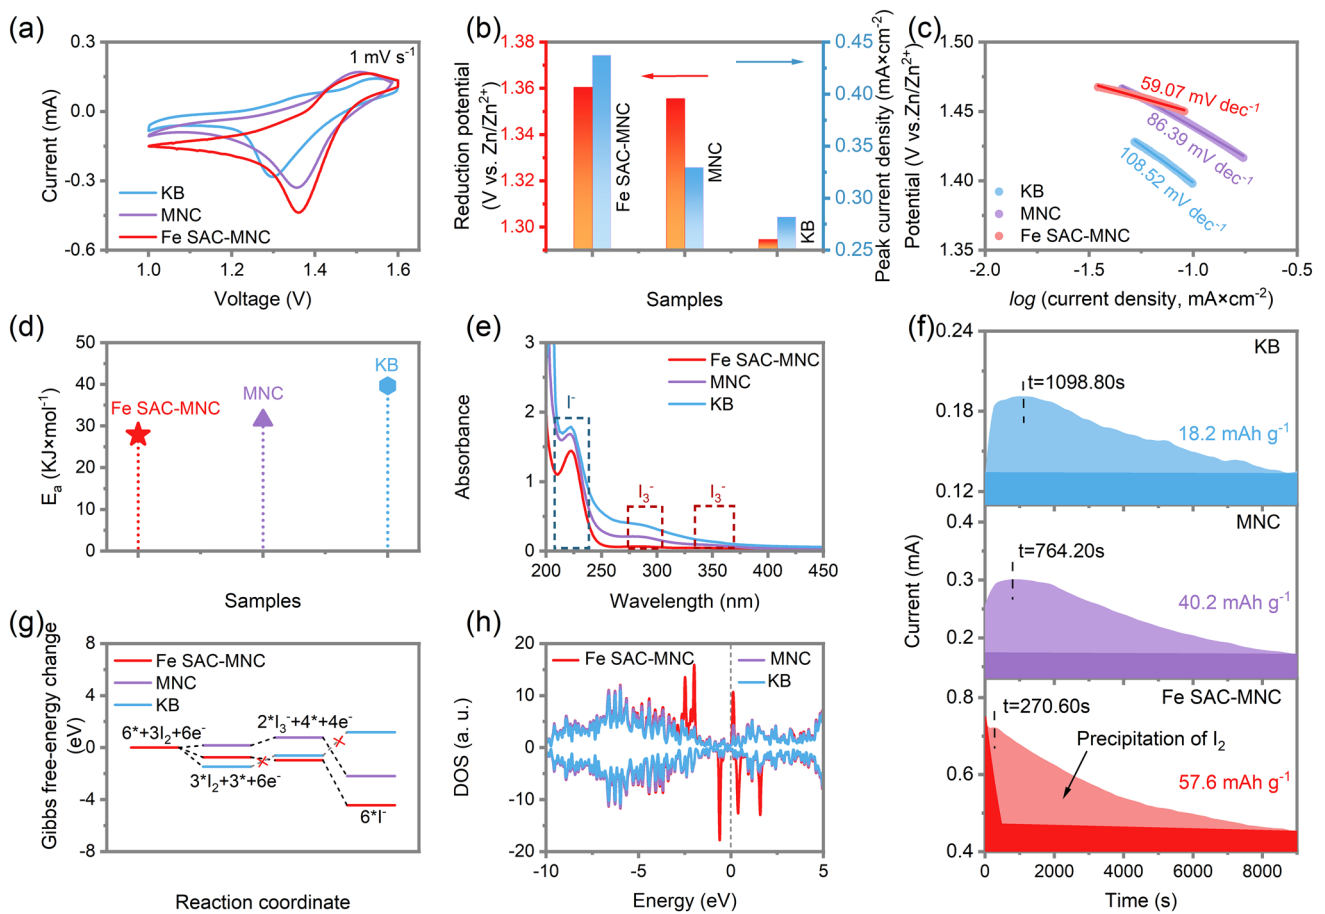 (a)
0.3
0.0
-0.3
-0.6
Current (mA)
1 mV s⁻¹
KB
MNC
Fe SAC-MNC
1.0 1.2 1.4 1.6
Voltage (V)
(b)
1.38
1.36
1.34
1.32
1.30
Reduction potential
(V vs. Zn/Zn²⁺)
Fe SAC-MNC
MNC
KB
0.45
0.40
0.35
0.30
0.25
Peak current density (mA×cm⁻²)
Samples
(c)
1.50
1.45
1.40
1.35
Potential (V vs.Zn/Zn²⁺)
59.07 mV dec⁻¹
86.39 mV dec⁻¹
108.52 mV dec⁻¹
KB
MNC
Fe SAC-MNC
-2.0 -1.5 -1.0 -0.5
log (current density, mA×cm⁻²)
(d)
50
40
30
20
10
0
Eₐ (KJ×mol⁻¹)
Fe SAC-MNC
MNC
KB
Samples
(e)
3
2
1
0
Absorbance
Fe SAC-MNC
MNC
KB
I⁻
I₃⁻
I₃⁻
200 250 300 350 400 450
Wavelength (nm)
(f)
0.24
0.18
0.12
KB
t=1098.80s
18.2 mAh g⁻¹
0.4
0.3
0.2
MNC
t=764.20s
40.2 mAh g⁻¹
Current (mA)
0.8
0.6
0.4
Fe SAC-MNC
t=270.60s
Precipitation of I₂
57.6 mAh g⁻¹
0 2000 4000 6000 8000
Time (s)
(g)
8
4
0
-4
-8
Gibbs free-energy change
(eV)
Fe SAC-MNC
MNC
KB
6*+3I₂+6e⁻
3*I₂+3*+6e⁻
2*I₃⁻+4*+4e⁻
6*I⁻
Reaction coordinate
(h)
20
10
0
-10
-20
DOS (a. u.)
Fe SAC-MNC
MNC
KB
-10 -5 0 5
Energy (eV)